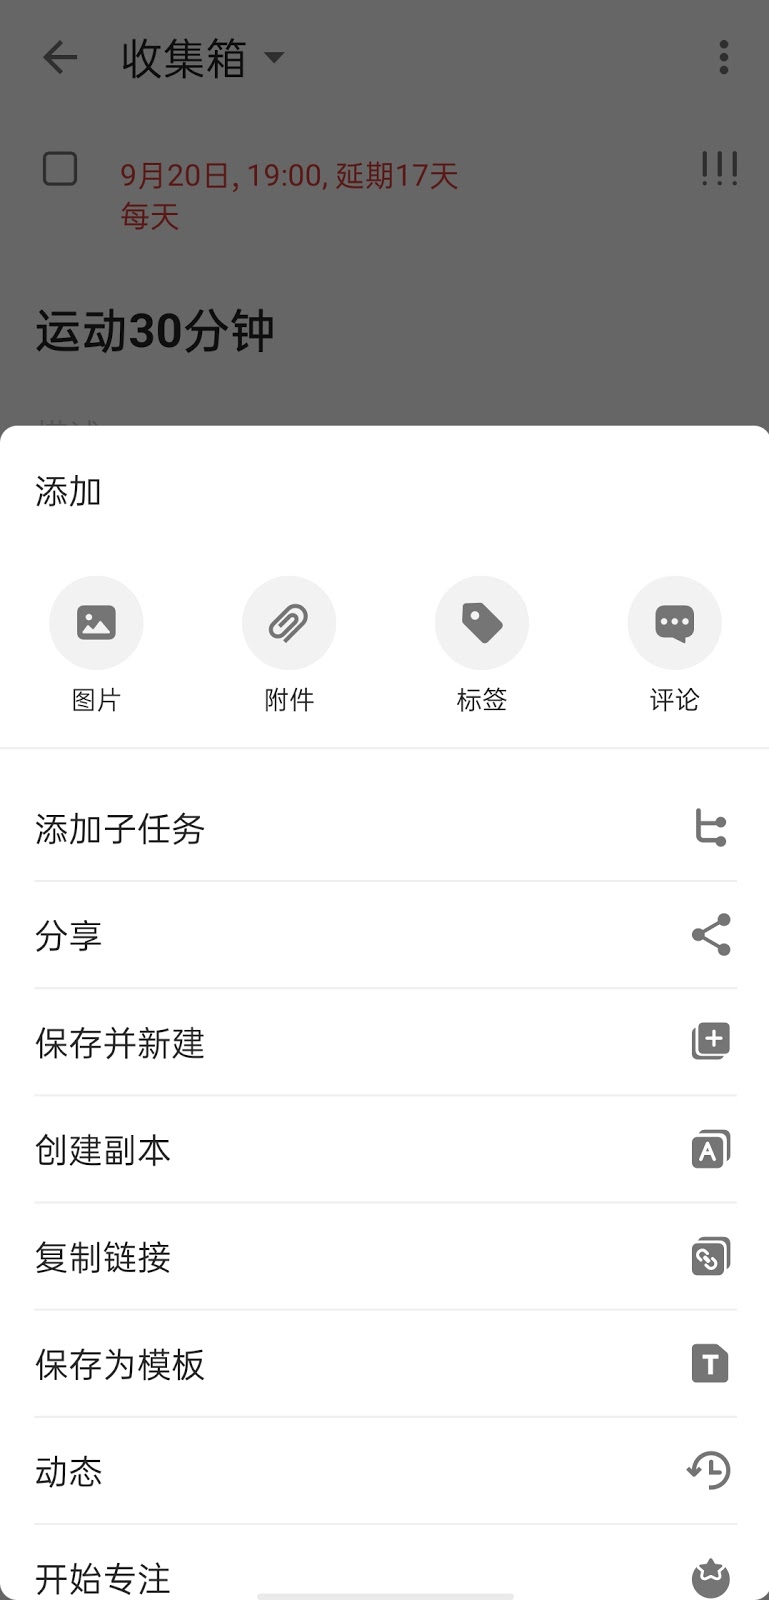 收集箱
9月20日, 19:00, 延期17天
每天
运动30分钟
添加
图片
附件
标签
评论
添加子任务
分享
保存并新建
创建副本
A
复制链接
保存为模板
T
动态
开始专注